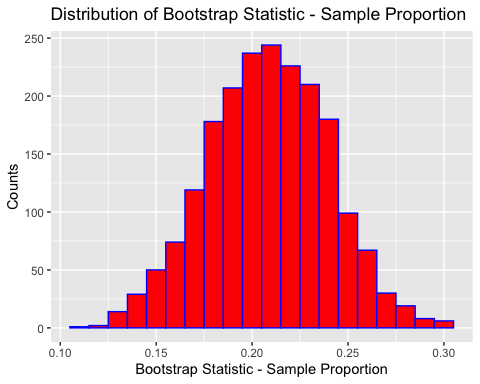 Distribution of Bootstrap Statistic - Sample Proportion
250
200
150
100
50
0
Counts
0.10 0.15 0.20 0.25 0.30
Bootstrap Statistic - Sample Proportion